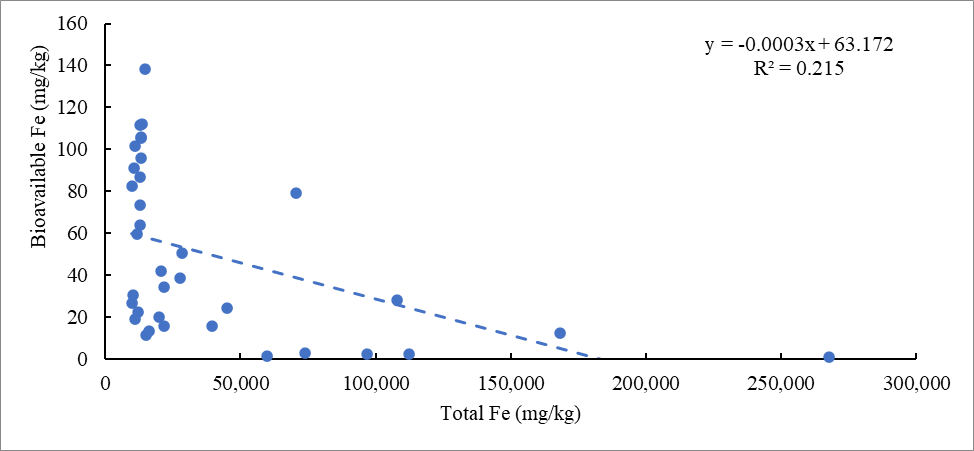 y = -0.0003x + 63.172
R² = 0.215
Bioavailable Fe (mg/kg)
160
140
120
100
80
60
40
20
0
0 50,000 100,000 150,000 200,000 250,000 300,000
Total Fe (mg/kg)